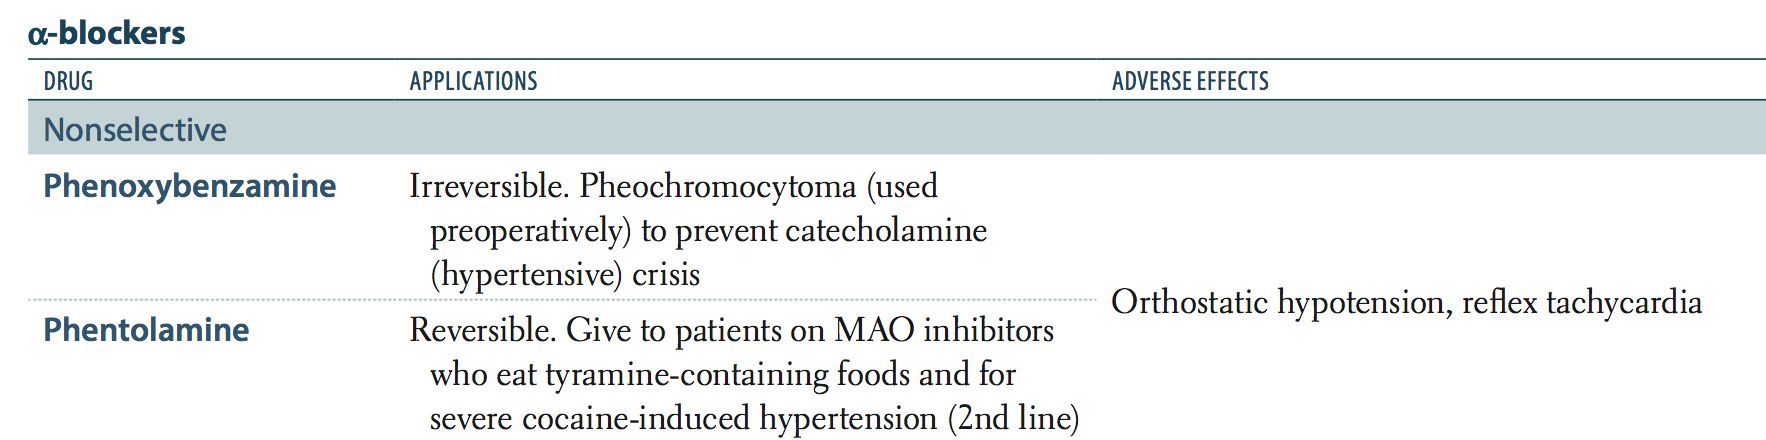 α-blockers
DRUG APPLICATIONS ADVERSE EFFECTS
Nonselective
Phenoxybenzamine Irreversible. Pheochromocytoma (used
preoperatively) to prevent catecholamine
(hypertensive) crisis
Orthostatic hypotension, reflex tachycardia
Phentolamine Reversible. Give to patients on MAO inhibitors
who eat tyramine-containing foods and for
severe cocaine-induced hypertension (2nd line)